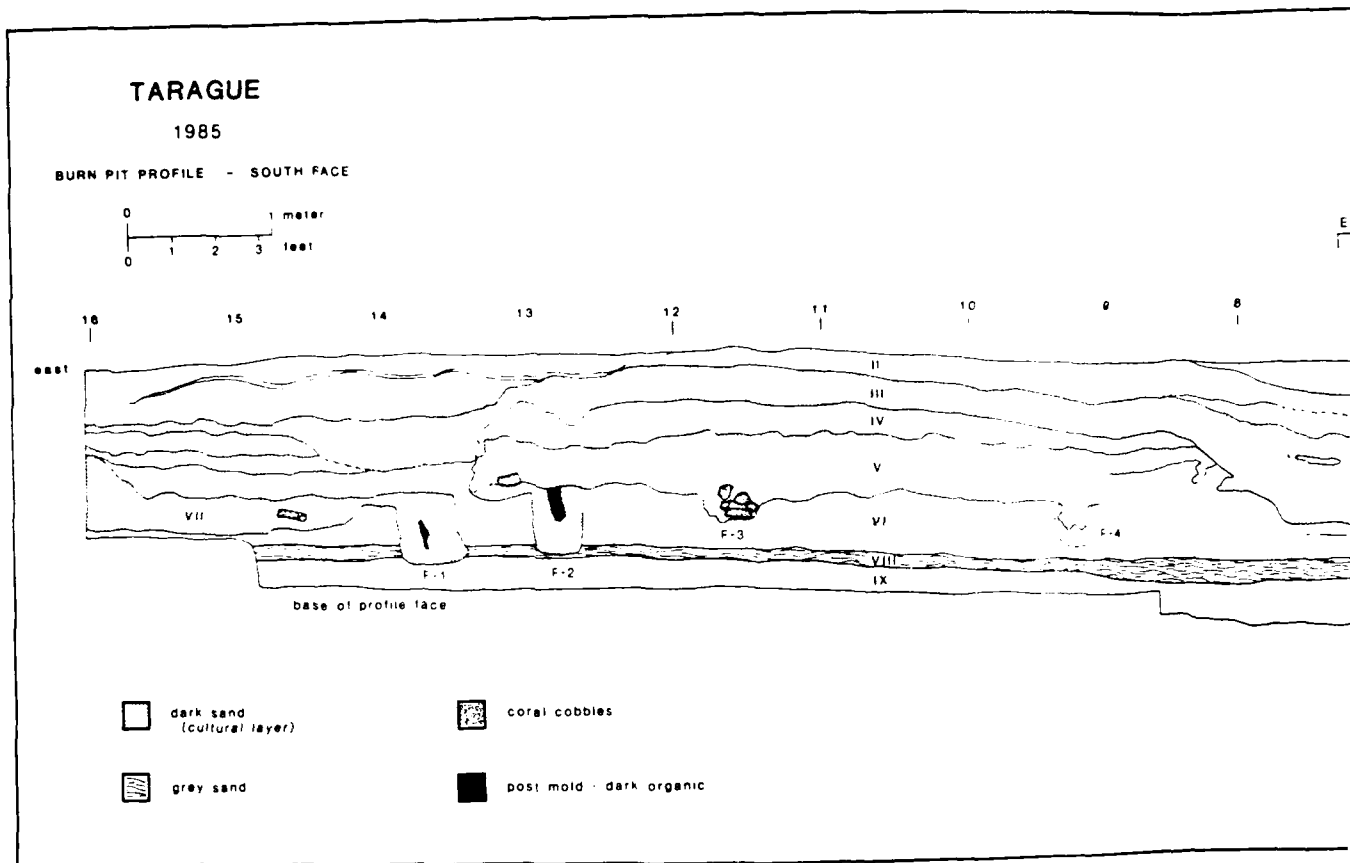 TARAGUE
1985
BURN PIT PROFILE - SOUTH FACE
0 1 meter
0 1 2 3 feet
E
16 15 14 13 12 11 10 9 8
east
II
III
IV
V
VII
VI
F-3
F-4
VIII
F-1 F-2
IX
base of profile face
dark sand
(cultural layer)
coral cobbles
grey sand
post mold - dark organic